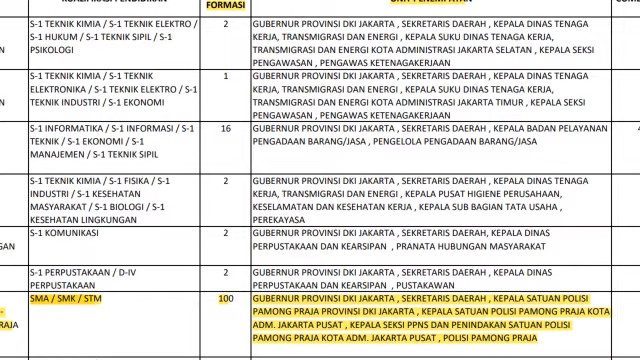 KUALIFIKASI PENDIDIKAN
FORMASI
UNIT PENEMPATAN
S-1 TEKNIK KIMIA / S-1 TEKNIK ELEKTRO /
S-1 HUKUM / S-1 TEKNIK SIPIL / S-1
PSIKOLOGI
2
GUBERNUR PROVINSI DKI JAKARTA , SEKRETARIS DAERAH , KEPALA DINAS TENAGA
KERJA, TRANSMIGRASI DAN ENERGI , KEPALA SUKU DINAS TENAGA KERJA,
TRANSMIGRASI DAN ENERGI KOTA ADMINISTRASI JAKARTA SELATAN , KEPALA SEKSI
PENGAWASAN , PENGAWAS KETENAGAKERJAAN
S-1 TEKNIK KIMIA / S-1 TEKNIK
ELEKTRONIKA / S-1 TEKNIK ELEKTRO / S-1
TEKNIK INDUSTRI / S-1 EKONOMI
1
GUBERNUR PROVINSI DKI JAKARTA , SEKRETARIS DAERAH , KEPALA DINAS TENAGA
KERJA, TRANSMIGRASI DAN ENERGI , KEPALA SUKU DINAS TENAGA KERJA,
TRANSMIGRASI DAN ENERGI KOTA ADMINISTRASI JAKARTA TIMUR , KEPALA SEKSI
PENGAWASAN , PENGAWAS KETENAGAKERJAAN
S-1 INFORMATIKA / S-1 INFORMASI / S-1
TEKNIK / S-1 EKONOMI / S-1
MANAJEMEN / S-1 TEKNIK SIPIL
16
GUBERNUR PROVINSI DKI JAKARTA , SEKRETARIS DAERAH , KEPALA BADAN PELAYANAN
PENGADAAN BARANG/JASA , PENGELOLA PENGADAAN BARANG/JASA
4
S-1 TEKNIK KIMIA / S-1 FISIKA / S-1
INDUSTRI / S-1 KESEHATAN
MASYARAKAT / S-1 BIOLOGI / S-1
KESEHATAN LINGKUNGAN
2
GUBERNUR PROVINSI DKI JAKARTA , SEKRETARIS DAERAH , KEPALA DINAS TENAGA
KERJA, TRANSMIGRASI DAN ENERGI , KEPALA PUSAT HIGIENE PERUSAHAAN,
KESELAMATAN DAN KESEHATAN KERJA , KEPALA SUB BAGIAN TATA USAHA ,
PEREKAYASA
S-1 KOMUNIKASI
2
GUBERNUR PROVINSI DKI JAKARTA , SEKRETARIS DAERAH, KEPALA DINAS
PERPUSTAKAAN DAN KEARSIPAN , PRANATA HUBUNGAN MASYARAKAT
GAN
S-1 PERPUSTAKAAN / D-IV
PERPUSTAKAAN
2
GUBERNUR PROVINSI DKI JAKARTA , SEKRETARIS DAERAH , KEPALA DINAS
PERPUSTAKAAN DAN KEARSIPAN , PUSTAKAWAN
RAJA
SMA / SMK / STM
100
GUBERNUR PROVINSI DKI JAKARTA , SEKRETARIS DAERAH , KEPALA SATUAN POLISI
PAMONG PRAJA PROVINSI DKI JAKARTA , KEPALA SATUAN POLISI PAMONG PRAJA KOTA
ADM. JAKARTA PUSAT , KEPALA SEKSI PPNS DAN PENINDAKAN SATUAN POLISI
PAMONG PRAJA KOTA ADM. JAKARTA PUSAT , POLISI PAMONG PRAJA